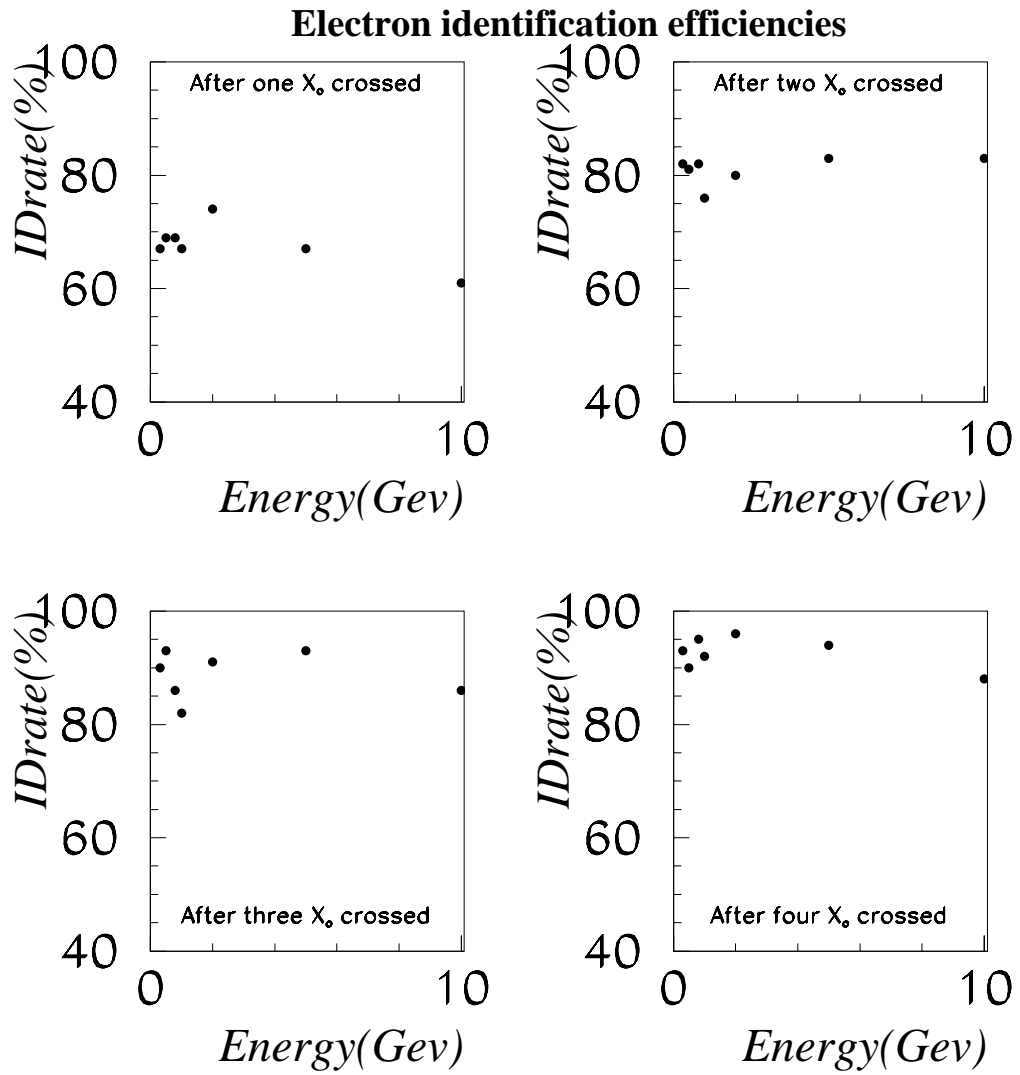 Electron identification efficiencies
IDrate(%)
100
80
60
40
After one X₀ crossed
0 10
Energy(Gev)
IDrate(%)
100
80
60
40
After two X₀ crossed
0 10
Energy(Gev)
IDrate(%)
100
80
60
40
After three X₀ crossed
0 10
Energy(Gev)
IDrate(%)
100
80
60
40
After four X₀ crossed
0 10
Energy(Gev)